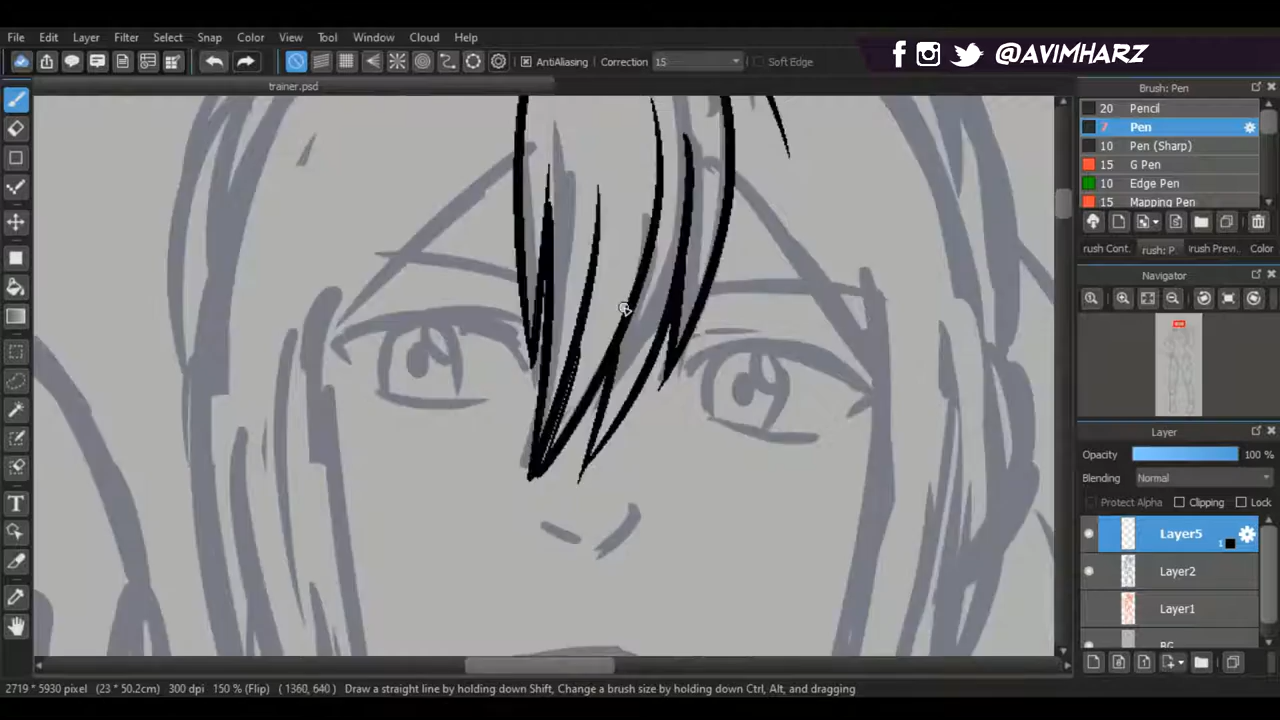 File Edit Layer Filter Select Snap Color View Tool Window Cloud Help
@AVIMHARZ
AntiAliasing Correction 15 Soft Edge
trainer.psd
Brush: Pen
20 Pencil
7 Pen
10 Pen (Sharp)
15 G Pen
10 Edge Pen
15 Mapping Pen
rush Cont. rush: P. rush Prev. Color
Navigator
Layer
Opacity 100 %
Blending Normal
Protect Alpha Clipping Lock
Layer5
1
Layer2
Layer1
BG
T
2719 * 5930 pixel (23 * 50.2cm) 300 dpi 150 % (Flip) ( 1360, 640 ) Draw a straight line by holding down Shift, Change a brush size by holding down Ctrl, Alt, and dragging